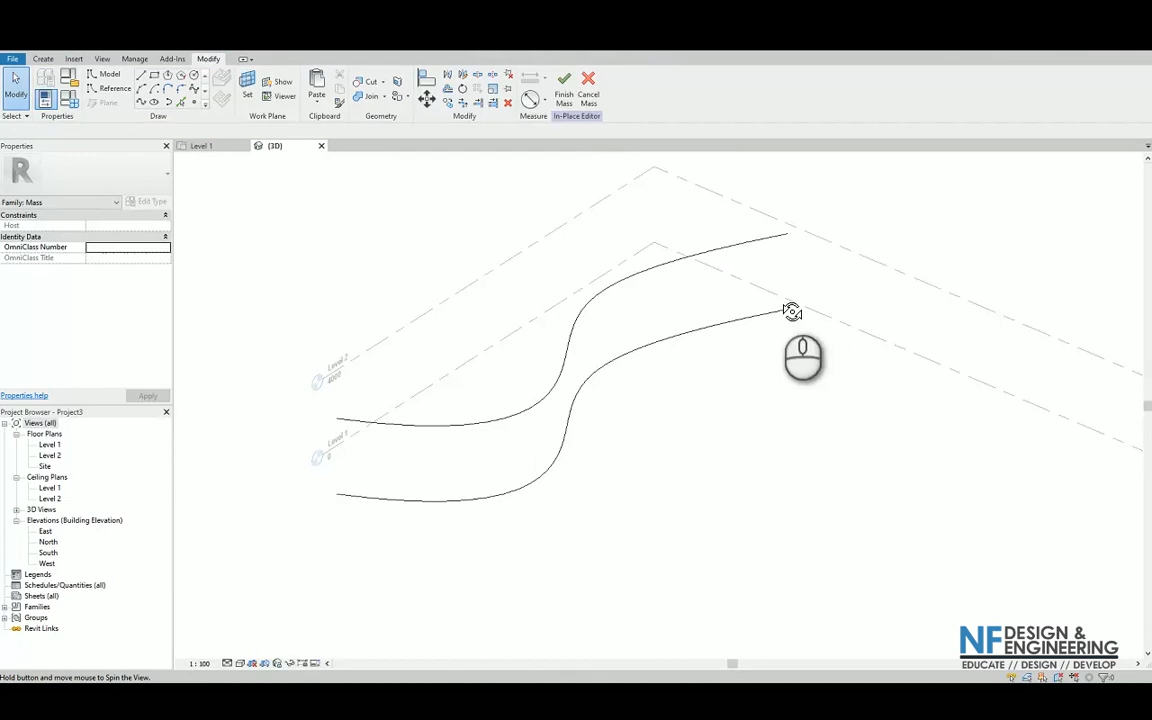 File Create Insert View Manage Add-Ins Modify
Modify
Select
Properties
Model
Reference
Plane
Draw
Set
Show
Viewer
Work Plane
Paste
Clipboard
Cut
Join
Geometry
Modify
Measure
Finish
Mass
Cancel
Mass
In-Place Editor
Properties
Level 1
(3D)
R
Family: Mass
Edit Type
Constraints
Host
Identity Data
OmniClass Number
OmniClass Title
Properties help
Apply
Project Browser - Project3
Views (all)
Floor Plans
Level 1
Level 2
Site
Ceiling Plans
Level 1
Level 2
3D Views
Elevations (Building Elevation)
East
North
South
West
Legends
Schedules/Quantities (all)
Sheets (all)
Families
Groups
Revit Links
Level 2
4000
Level 1
0
1 : 100
Hold button and move mouse to Spin the View.
:0
NF DESIGN &
ENGINEERING
EDUCATE // DESIGN // DEVELOP